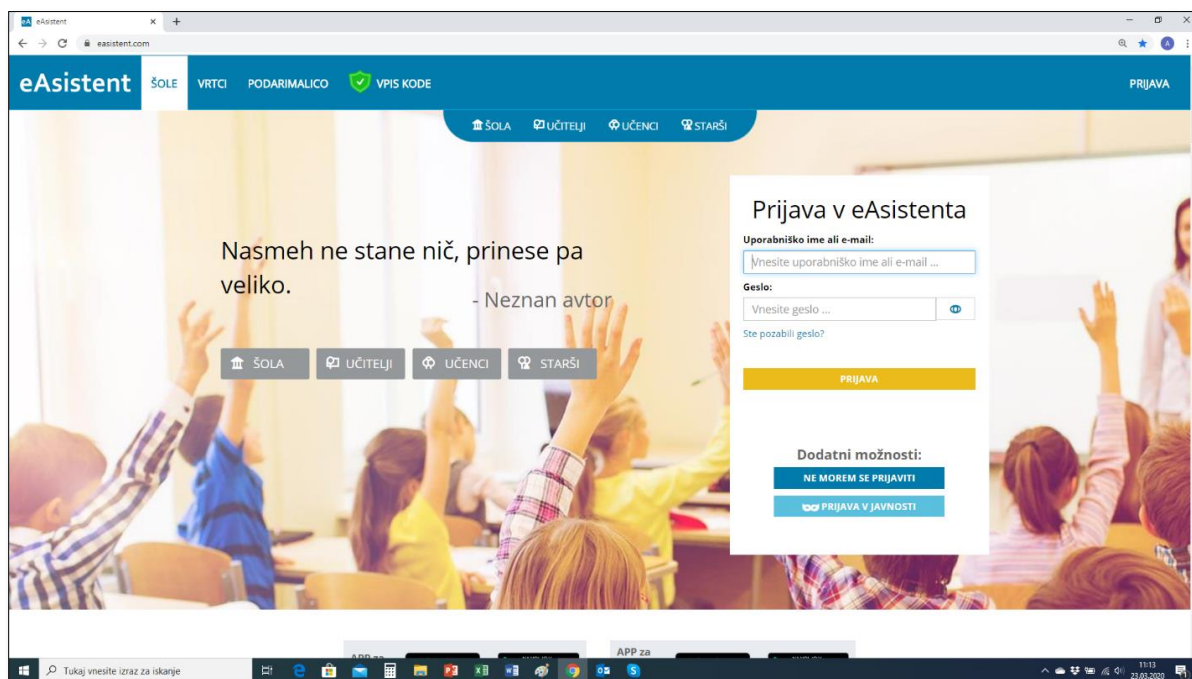 eA eAsistent
easistent.com
A
eAsistent ŠOLE VRTCI PODARIMALICO VPIS KODE PRIJAVA
ŠOLA UČITELJI UČENCI STARŠI
Prijava v eAsistenta
Uporabniško ime ali e-mail:
Vnesite uporabniško ime ali e-mail ...
Geslo:
Vnesite geslo ...
Ste pozabili geslo?
PRIJAVA
Nasmeh ne stane nič, prinese pa
veliko.
- Neznan avtor
ŠOLA UČITELJI UČENCI STARŠI
Dodatni možnosti:
NE MOREM SE PRIJAVITI
PRIJAVA V JAVNOSTI
APP za
APP za
Tukaj vnesite izraz za iskanje
11:13
23.03.2020